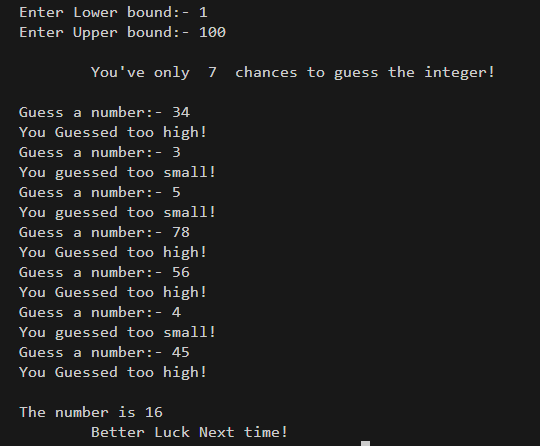 Enter Lower bound:- 1
Enter Upper bound:- 100
You've only  7  chances to guess the integer!
Guess a number:- 34
You Guessed too high!
Guess a number:- 3
You guessed too small!
Guess a number:- 5
You guessed too small!
Guess a number:- 78
You Guessed too high!
Guess a number:- 56
You Guessed too high!
Guess a number:- 4
You guessed too small!
Guess a number:- 45
You Guessed too high!
The number is 16
Better Luck Next time!